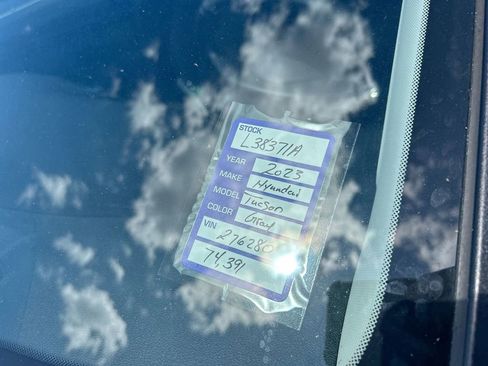 STOCK
L38371A
YEAR 2023
MAKE Hyundai
MODEL Tucson
COLOR Gray
VIN 276280
74,391